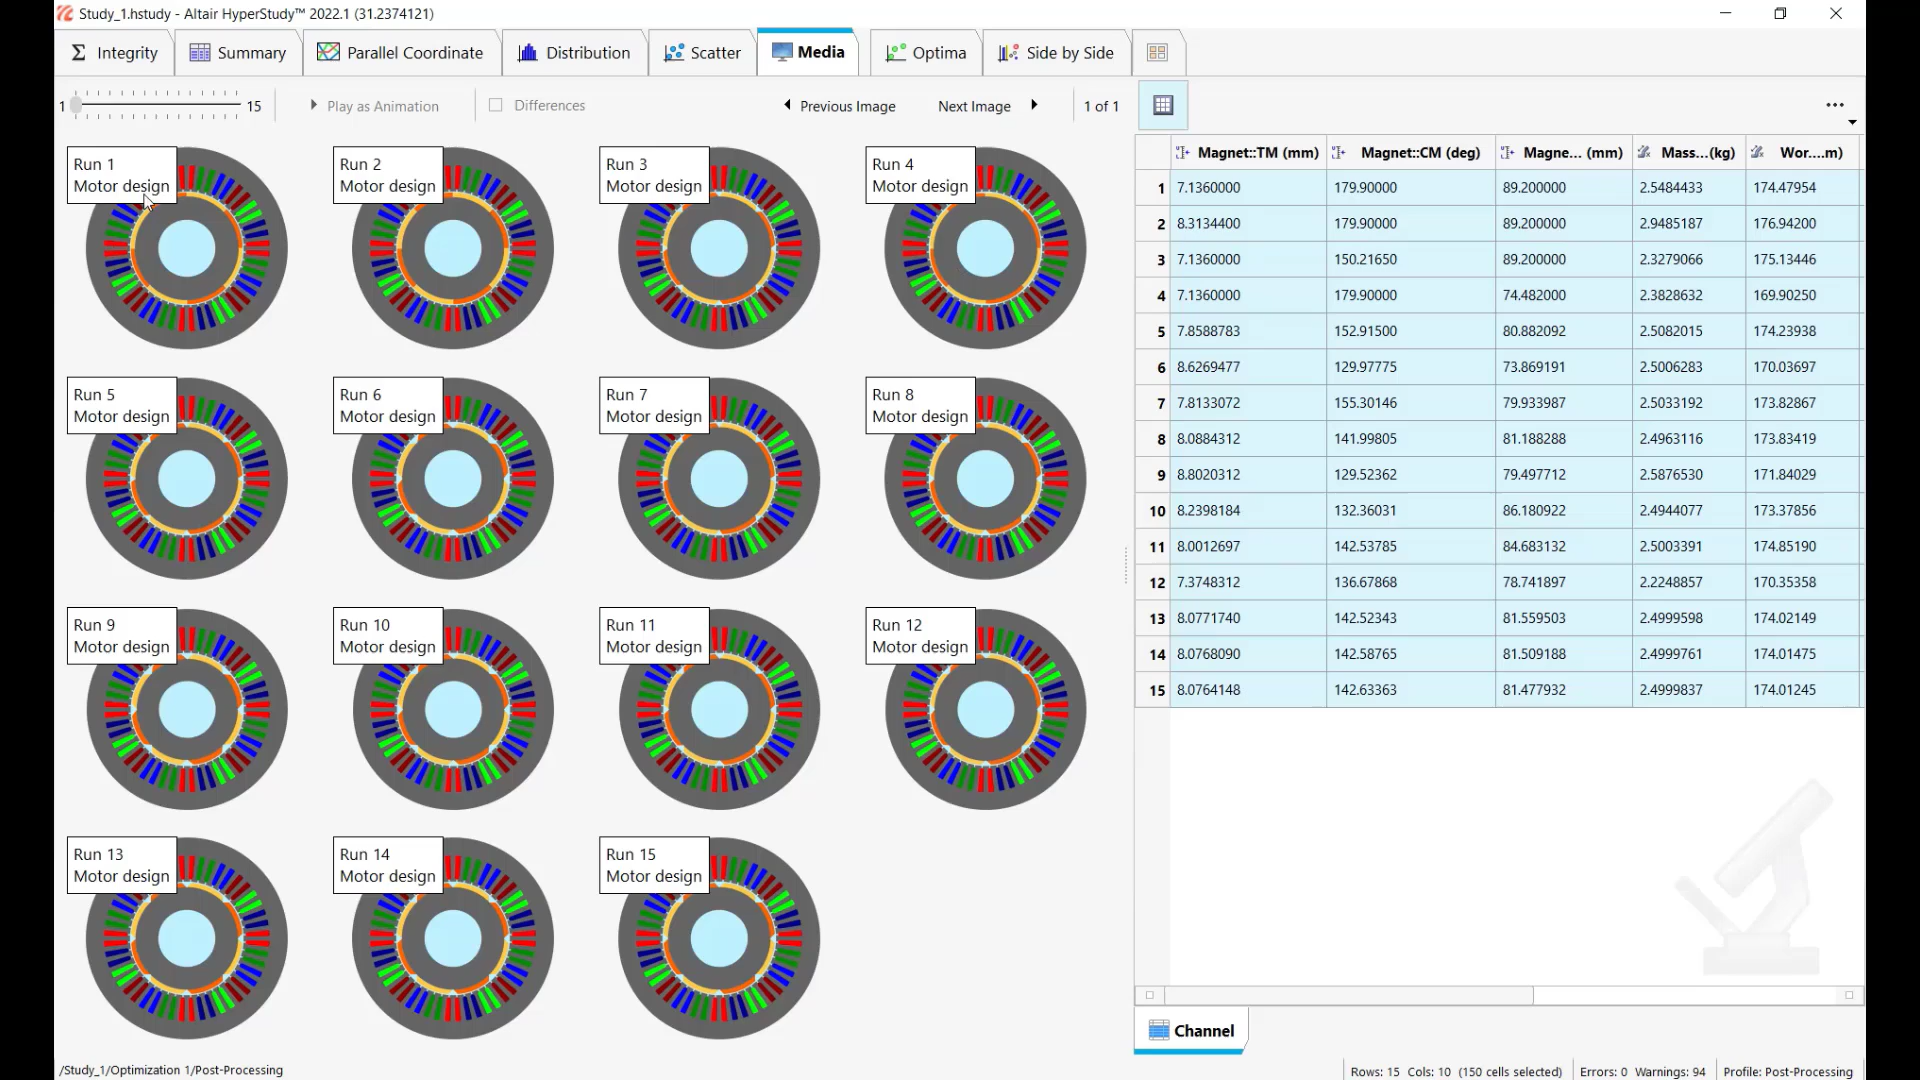 Study_1.hstudy - Altair HyperStudy™ 2022.1 (31.2374121)
Integrity Summary Parallel Coordinate Distribution Scatter Media Optima Side by Side
1 15 Play as Animation Differences Previous Image Next Image 1 of 1
Run 1
Motor design
Run 2
Motor design
Run 3
Motor design
Run 4
Motor design
Run 5
Motor design
Run 6
Motor design
Run 7
Motor design
Run 8
Motor design
Run 9
Motor design
Run 10
Motor design
Run 11
Motor design
Run 12
Motor design
Run 13
Motor design
Run 14
Motor design
Run 15
Motor design
Magnet::TM (mm) Magnet::CM (deg) Magne... (mm) Mass...(kg) Wor....m)
1 7.1360000 179.90000 89.200000 2.5484433 174.47954
2 8.3134400 179.90000 89.200000 2.9485187 176.94200
3 7.1360000 150.21650 89.200000 2.3279066 175.13446
4 7.1360000 179.90000 74.482000 2.3828632 169.90250
5 7.8588783 152.91500 80.882092 2.5082015 174.23938
6 8.6269477 129.97775 73.869191 2.5006283 170.03697
7 7.8133072 155.30146 79.933987 2.5033192 173.82867
8 8.0884312 141.99805 81.188288 2.4963116 173.83419
9 8.8020312 129.52362 79.497712 2.5876530 171.84029
10 8.2398184 132.36031 86.180922 2.4944077 173.37856
11 8.0012697 142.53785 84.683132 2.5003391 174.85190
12 7.3748312 136.67868 78.741897 2.2248857 170.35358
13 8.0771740 142.52343 81.559503 2.4999598 174.02149
14 8.0768090 142.58765 81.509188 2.4999761 174.01475
15 8.0764148 142.63363 81.477932 2.4999837 174.01245
Channel
/Study_1/Optimization 1/Post-Processing
Rows: 15 Cols: 10 (150 cells selected) Errors: 0 Warnings: 94 Profile: Post-Processing